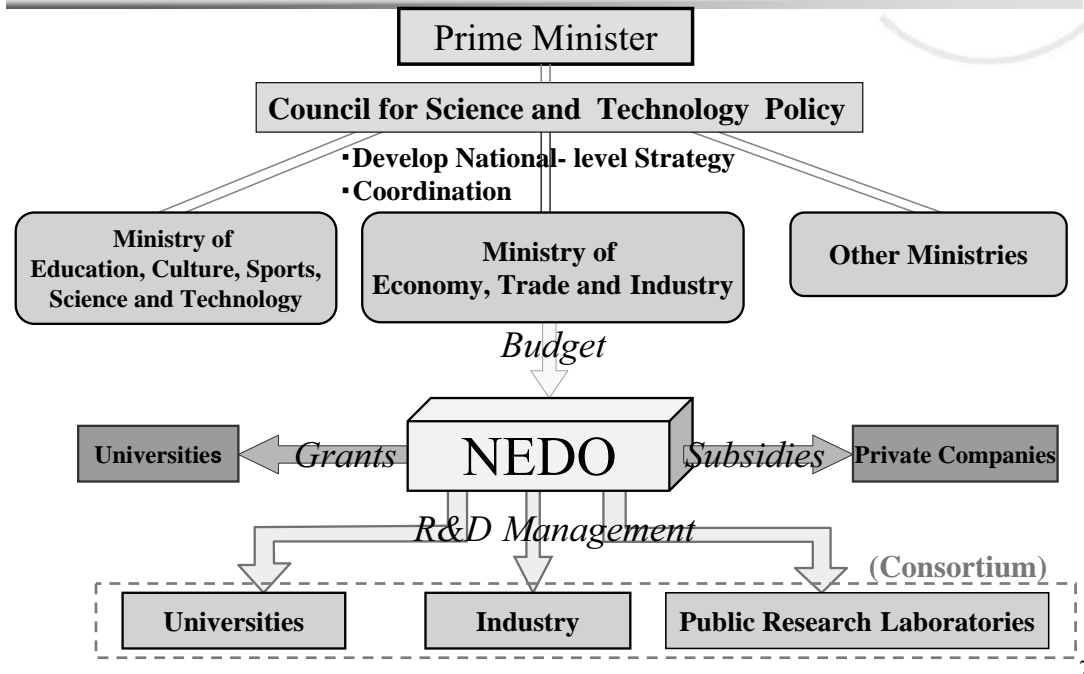 Prime Minister
Council for Science and Technology Policy
・Develop National- level Strategy
・Coordination
Ministry of
Education, Culture, Sports,
Science and Technology
Ministry of
Economy, Trade and Industry
Other Ministries
Budget
Universities
Grants
NEDO
Subsidies
Private Companies
R&D Management
(Consortium)
Universities
Industry
Public Research Laboratories